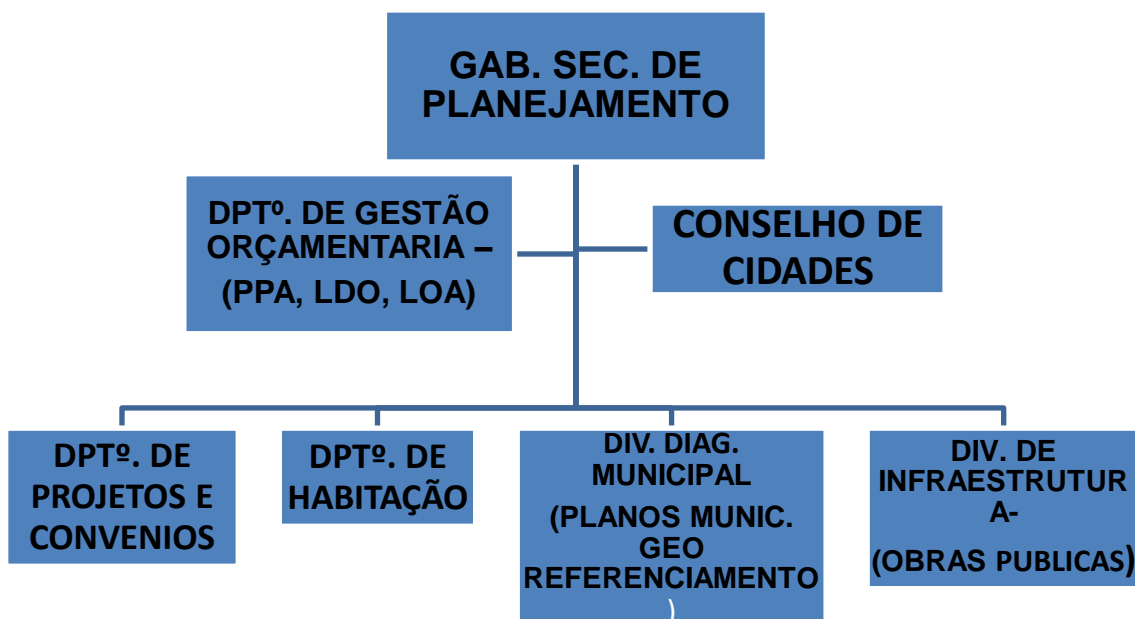 GAB. SEC. DE
PLANEJAMENTO
DPTº. DE GESTÃO
ORÇAMENTARIA –
(PPA, LDO, LOA)
CONSELHO DE
CIDADES
DPTº. DE
PROJETOS E
CONVENIOS
DPTº. DE
HABITAÇÃO
DIV. DIAG.
MUNICIPAL
(PLANOS MUNIC.
GEO
REFERENCIAMENTO
)
DIV. DE
INFRAESTRUTUR
A-
(OBRAS PUBLICAS)